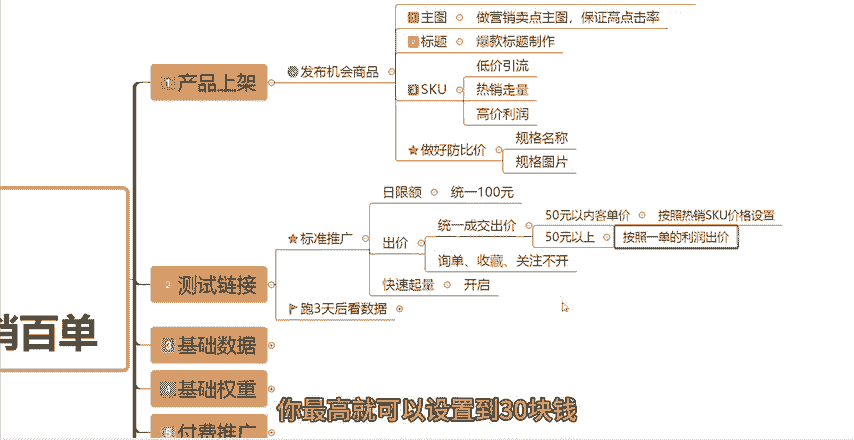 主图
做营销卖点主图，保证高点击率
标题
爆款标题制作
产品上架
发布机会商品
低价引流
SKU
热销走量
高价利润
做好防比价
规格名称
规格图片
日限额
统一100元
标准推广
出价
统一成交出价
50元以内客单价
按照热销SKU价格设置
50元以上
按照一单的利润出价
询单、收藏、关注不开
测试链接
2
快速起量
开启
跑3天后看数据
销百单
基础数据
基础权重
付费推广
你最高就可以设置到30块钱